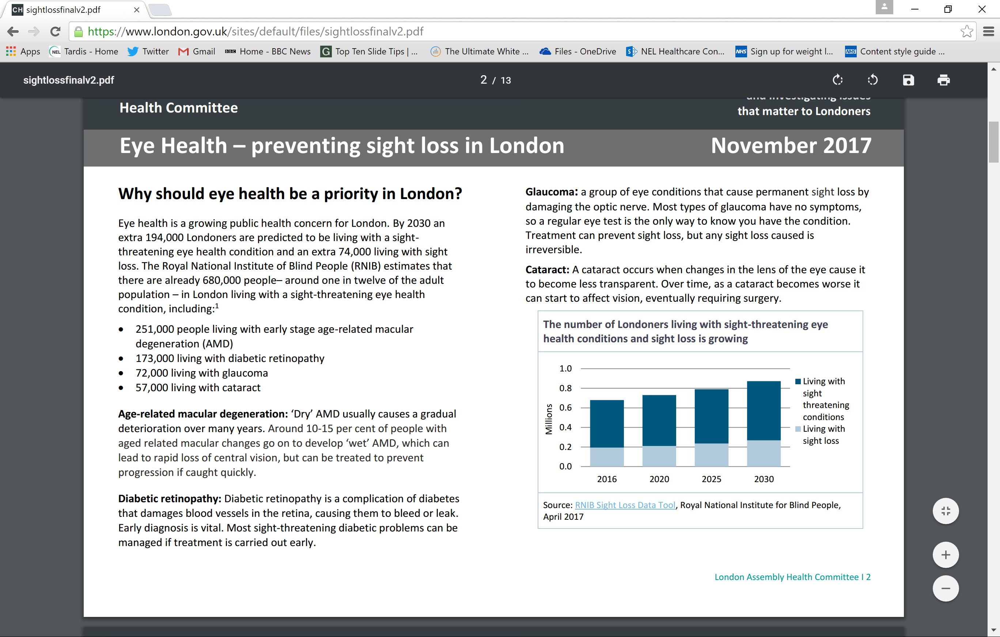 CH sightlossfinalv2.pdf
https://www.london.gov.uk/sites/default/files/sightlossfinalv2.pdf
Apps NEL Tardis - Home Twitter Gmail BBC Home - BBC News G Top Ten Slide Tips | ... The Ultimate White ... Files - OneDrive S NEL Healthcare Con... NHS Sign up for weight l... NHS Content style guide ...
sightlossfinalv2.pdf 2 / 13
and investigating issues
Health Committee
that matter to Londoners
Eye Health – preventing sight loss in London November 2017
Why should eye health be a priority in London?
Eye health is a growing public health concern for London. By 2030 an
extra 194,000 Londoners are predicted to be living with a sight-
threatening eye health condition and an extra 74,000 living with sight
loss. The Royal National Institute of Blind People (RNIB) estimates that
there are already 680,000 people– around one in twelve of the adult
population – in London living with a sight-threatening eye health
condition, including:¹
• 251,000 people living with early stage age-related macular
degeneration (AMD)
• 173,000 living with diabetic retinopathy
• 72,000 living with glaucoma
• 57,000 living with cataract
Age-related macular degeneration: ‘Dry’ AMD usually causes a gradual
deterioration over many years. Around 10-15 per cent of people with
aged related macular changes go on to develop ‘wet’ AMD, which can
lead to rapid loss of central vision, but can be treated to prevent
progression if caught quickly.
Diabetic retinopathy: Diabetic retinopathy is a complication of diabetes
that damages blood vessels in the retina, causing them to bleed or leak.
Early diagnosis is vital. Most sight-threatening diabetic problems can be
managed if treatment is carried out early.
Glaucoma: a group of eye conditions that cause permanent sight loss by
damaging the optic nerve. Most types of glaucoma have no symptoms,
so a regular eye test is the only way to know you have the condition.
Treatment can prevent sight loss, but any sight loss caused is
irreversible.
Cataract: A cataract occurs when changes in the lens of the eye cause it
to become less transparent. Over time, as a cataract becomes worse it
can start to affect vision, eventually requiring surgery.
The number of Londoners living with sight-threatening eye
health conditions and sight loss is growing
Millions
1.0
0.8
0.6
0.4
0.2
0.0
2016 2020 2025 2030
Living with
sight
threatening
conditions
Living with
sight loss
Source: RNIB Sight Loss Data Tool, Royal National Institute for Blind People,
April 2017
London Assembly Health Committee I 2